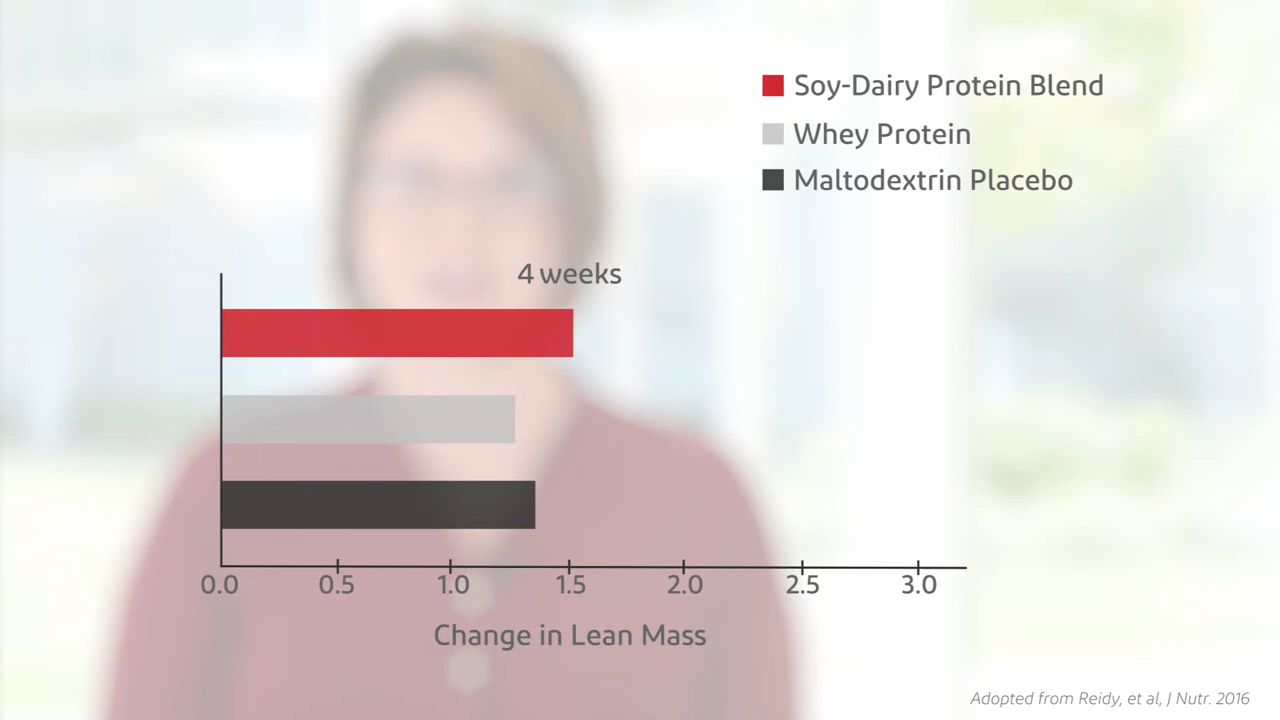 Soy-Dairy Protein Blend
Whey Protein
Maltodextrin Placebo
4 weeks
0.0 0.5 1.0 1.5 2.0 2.5 3.0
Change in Lean Mass
Adopted from Reidy, et al, J Nutr. 2016